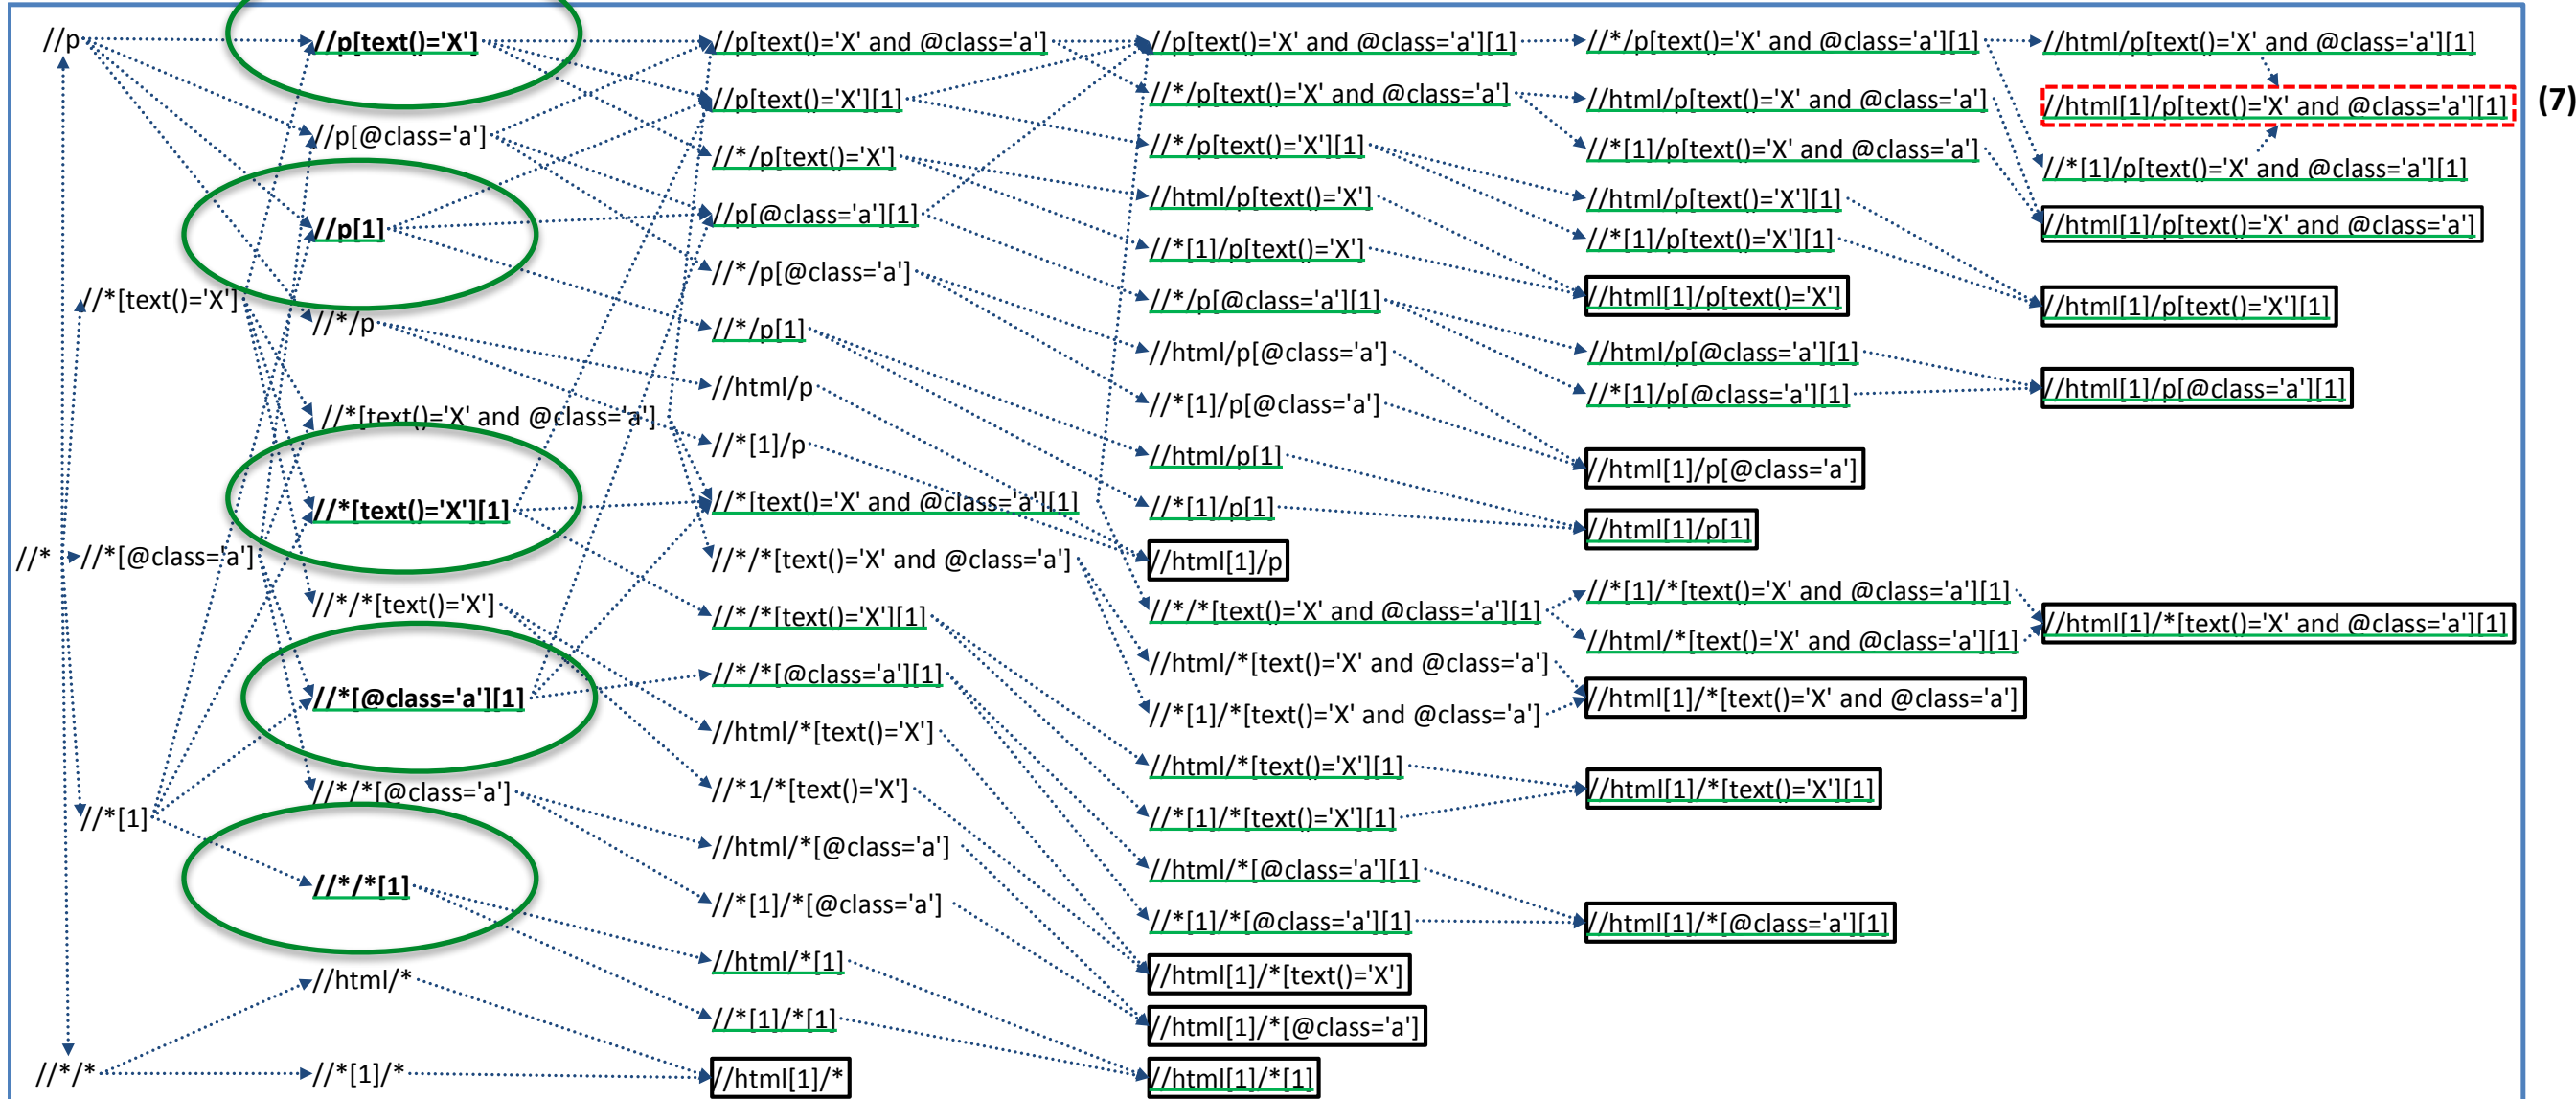 //*
//p
//*[text()='X']
//*[@class='a']
//*[1]
//*/*
//p[text()='X']
//p[@class='a']
//p[1]
//*/p
//*[text()='X' and @class='a']
//*[text()='X'][1]
//*/*[text()='X']
//*[@class='a'][1]
//*/*[@class='a']
//*/*[1]
//html/*
//*[1]/*
//p[text()='X' and @class='a']
//p[text()='X'][1]
//*/p[text()='X']
//p[@class='a'][1]
//*/p[@class='a']
//*/p[1]
//html/p
//*[1]/p
//*[text()='X' and @class='a'][1]
//*/*[text()='X' and @class='a']
//*/*[text()='X'][1]
//*/*[@class='a'][1]
//html/*[text()='X']
//*1/*[text()='X']
//html/*[@class='a']
//*[1]/*[@class='a']
//html/*[1]
//*[1]/*[1]
//html[1]/*
//p[text()='X' and @class='a'][1]
//*/p[text()='X' and @class='a']
//*/p[text()='X'][1]
//html/p[text()='X']
//*[1]/p[text()='X']
//*/p[@class='a'][1]
//html/p[@class='a']
//*[1]/p[@class='a']
//html/p[1]
//*[1]/p[1]
//html[1]/p
//*/*[text()='X' and @class='a'][1]
//html/*[text()='X' and @class='a']
//*[1]/*[text()='X' and @class='a']
//html/*[text()='X'][1]
//*[1]/*[text()='X'][1]
//html/*[@class='a'][1]
//*[1]/*[@class='a'][1]
//html[1]/*[text()='X']
//html[1]/*[@class='a']
//html[1]/*[1]
//*/p[text()='X' and @class='a'][1]
//html/p[text()='X' and @class='a']
//*[1]/p[text()='X' and @class='a']
//html/p[text()='X'][1]
//*[1]/p[text()='X'][1]
//html[1]/p[text()='X']
//html/p[@class='a'][1]
//*[1]/p[@class='a'][1]
//html[1]/p[@class='a']
//html[1]/p[1]
//*[1]/*[text()='X' and @class='a'][1]
//html/*[text()='X' and @class='a'][1]
//html[1]/*[text()='X' and @class='a']
//html[1]/*[text()='X'][1]
//html[1]/*[@class='a'][1]
//html/p[text()='X' and @class='a'][1]
//html[1]/p[text()='X' and @class='a'][1]
(7)
//*[1]/p[text()='X' and @class='a'][1]
//html[1]/p[text()='X' and @class='a']
//html[1]/p[text()='X'][1]
//html[1]/p[@class='a'][1]
//html[1]/*[text()='X' and @class='a'][1]